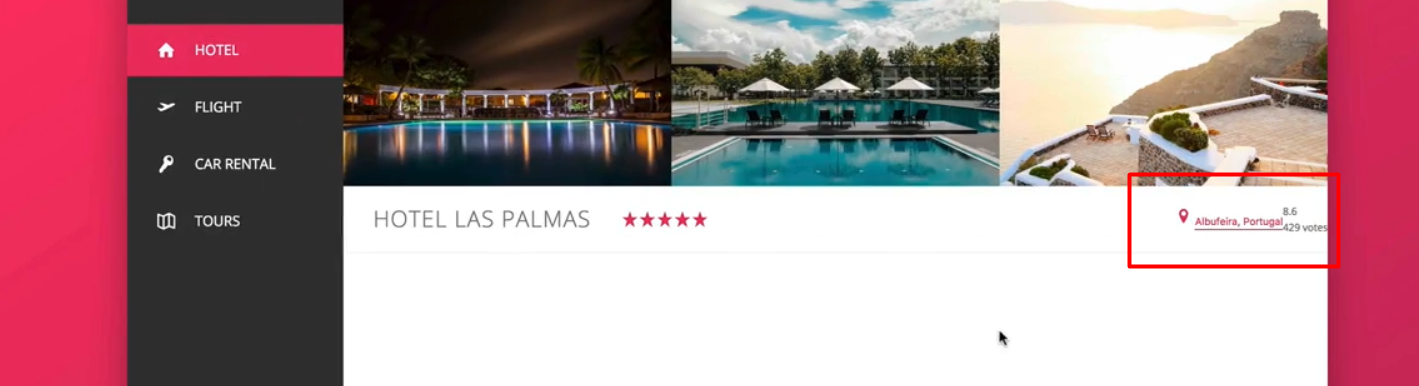 HOTEL
FLIGHT
CAR RENTAL
TOURS
HOTEL LAS PALMAS
Albufeira, Portugal
8.6
429 votes